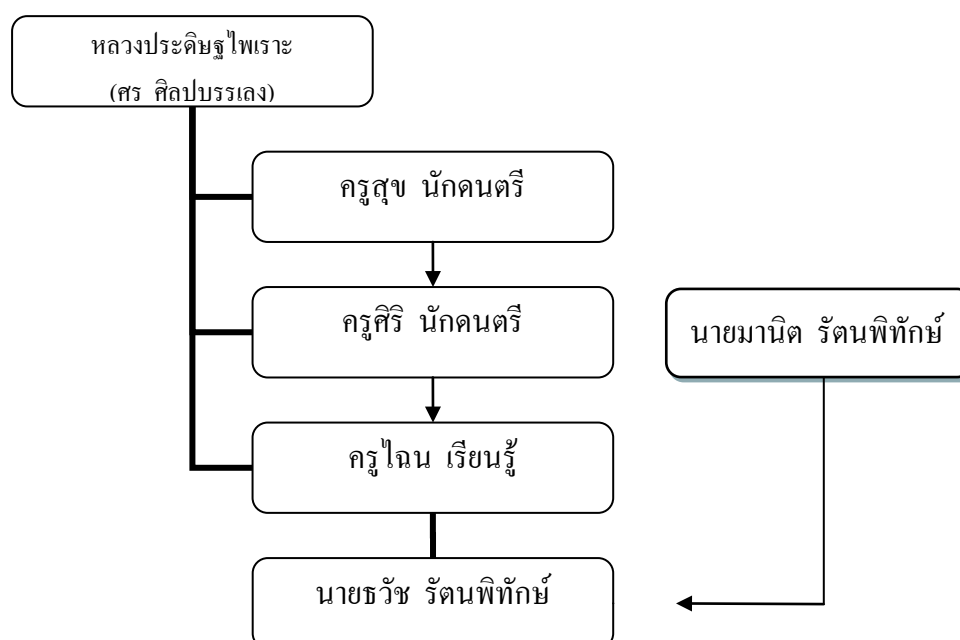 หลวงประดิษฐไพเราะ
(ศร ศิลปบรรเลง)
ครูสุข นักดนตรี
ครูศิริ นักดนตรี
นายมานิต รัตนพิทักษ์
ครูไฉน เรียนรู้
นายธวัช รัตนพิทักษ์